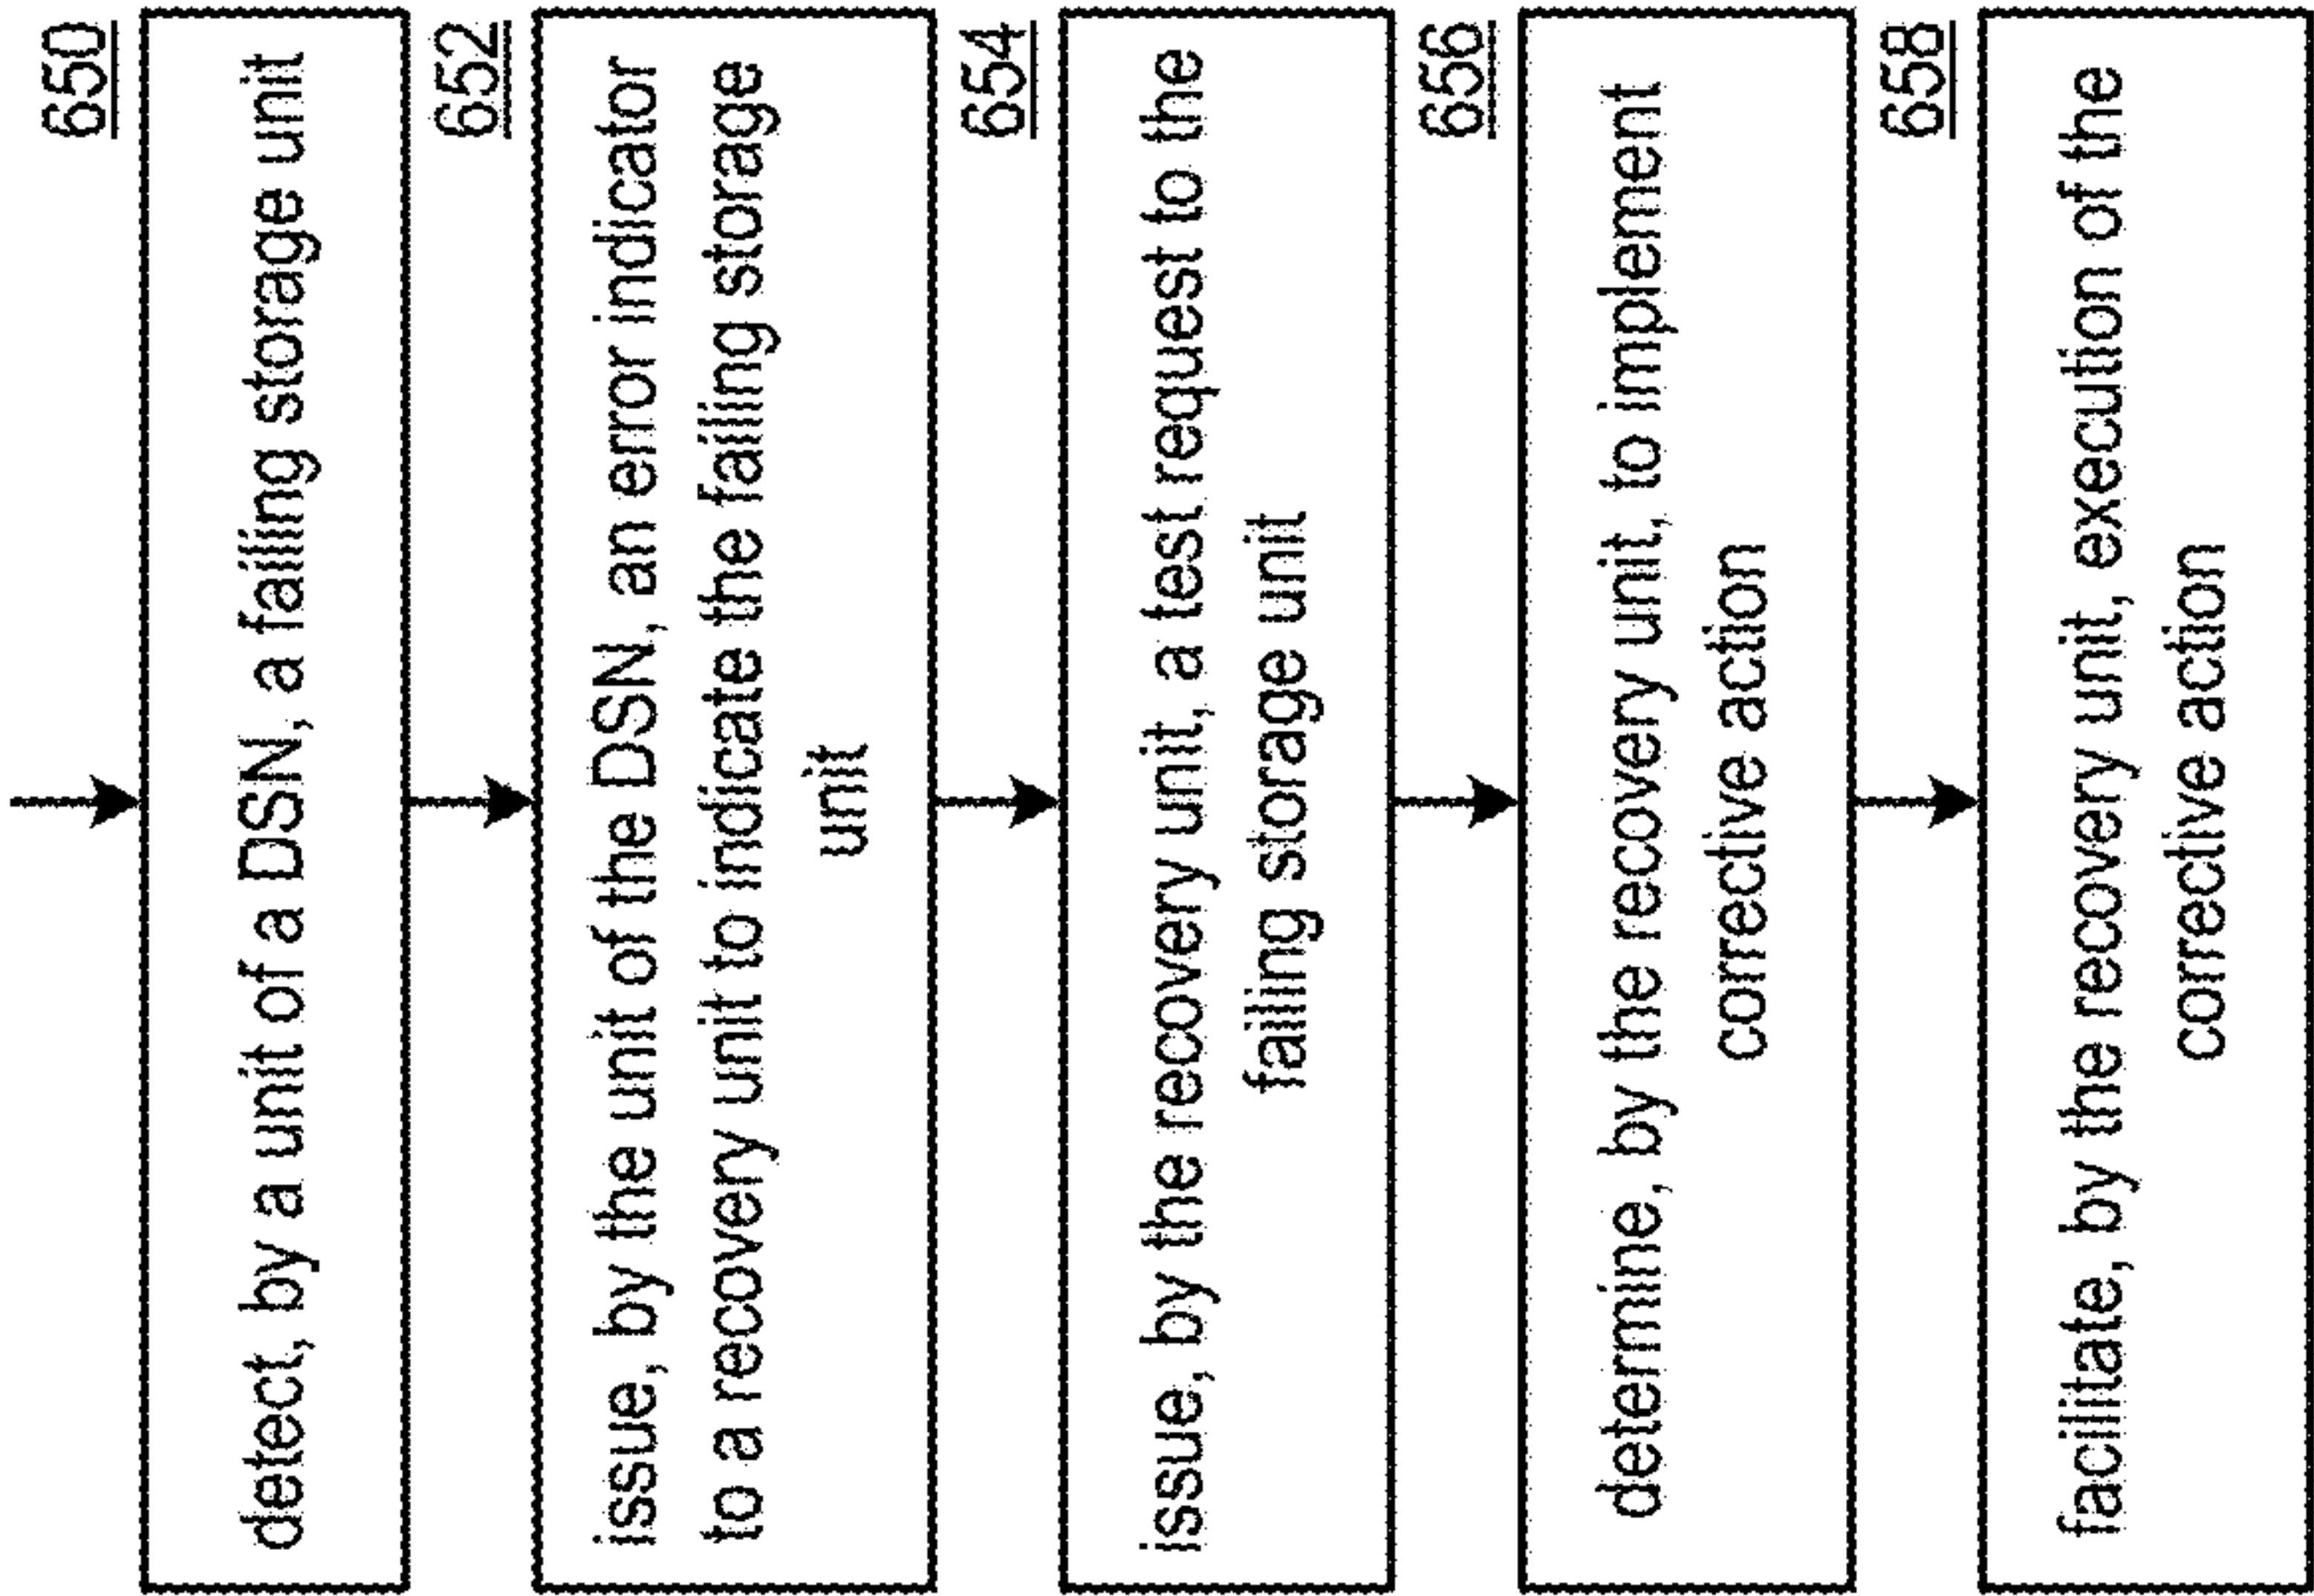 650
detect, by a unit of a DSN, a failing storage unit
652
issue, by the unit of the DSN, an error indicator
to a recovery unit to indicate the failing storage
unit
654
issue, by the recovery unit, a test request to the
failing storage unit
656
determine, by the recovery unit, to implement
corrective action
658
facilitate, by the recovery unit, execution of the
corrective action